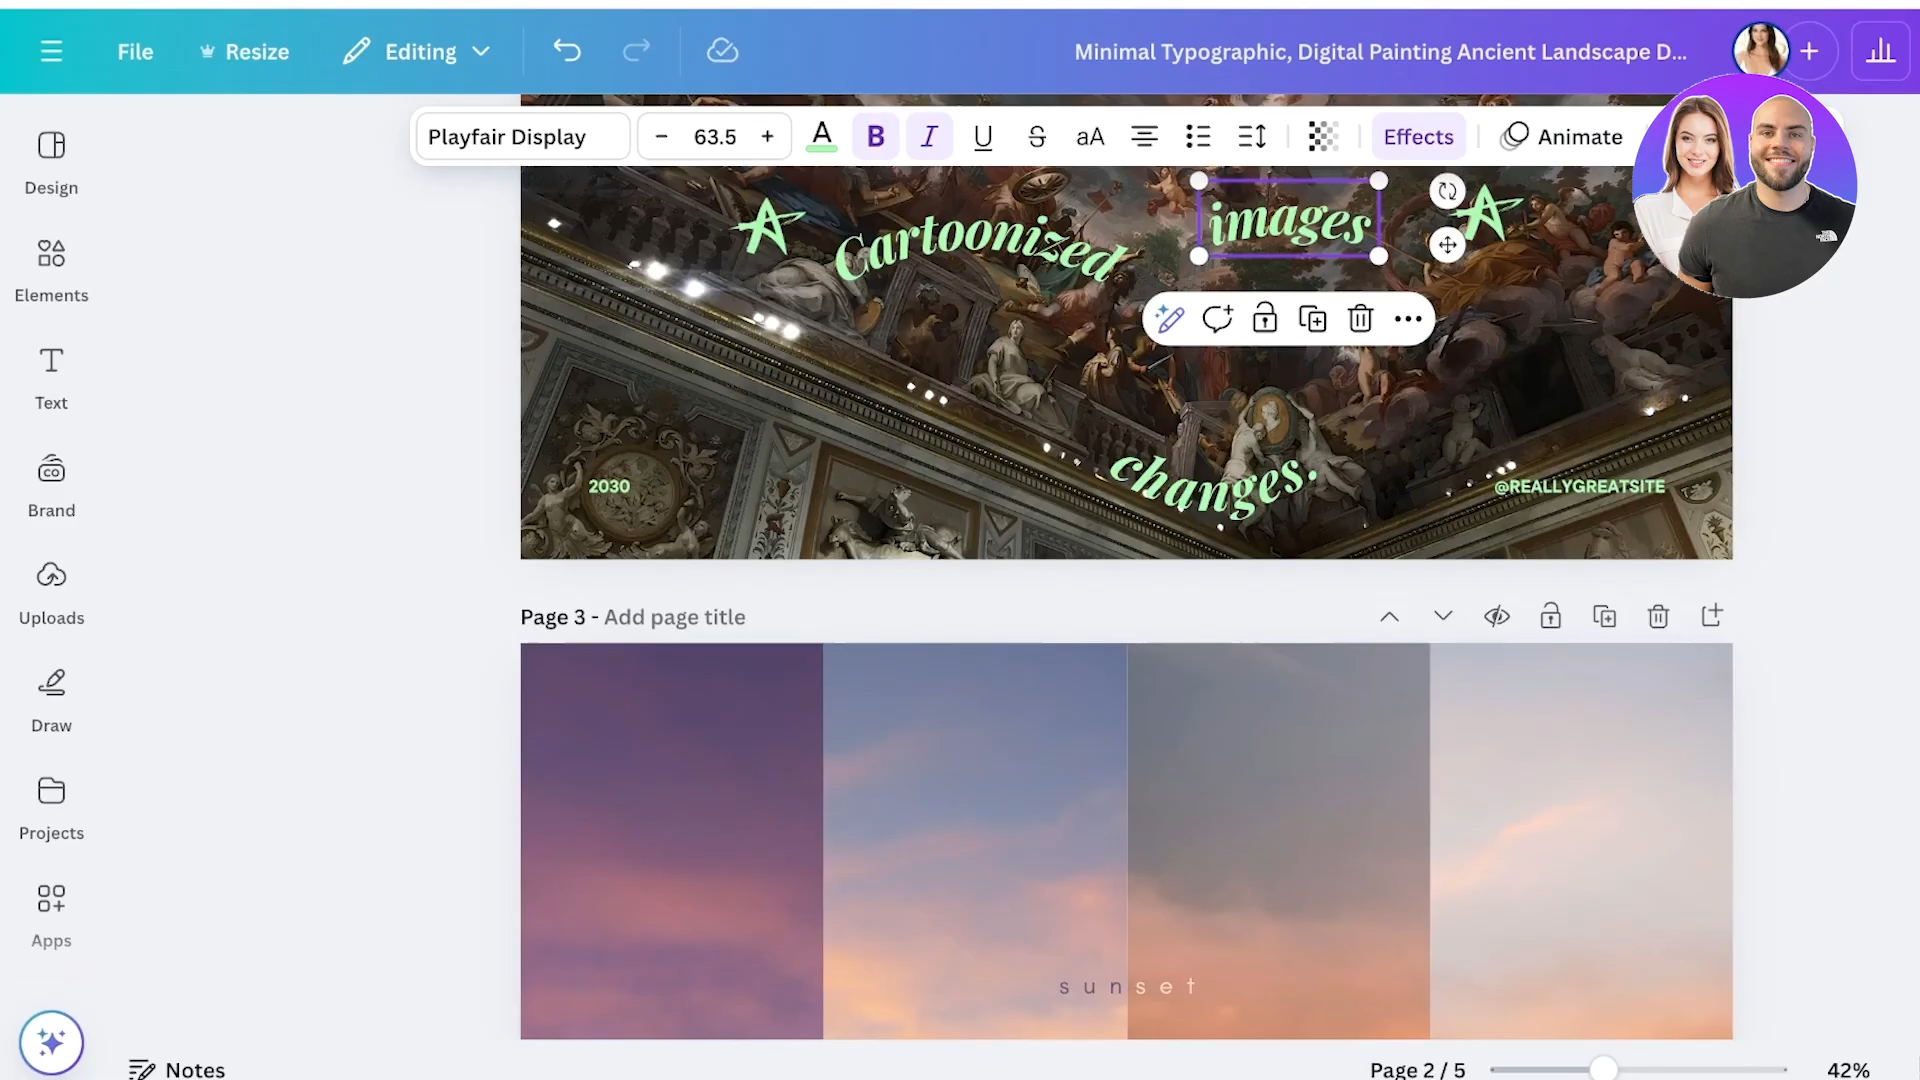 File Resize Editing Minimal Typographic, Digital Painting Ancient Landscape D... +
Playfair Display – 63.5 + A B I U S aA Effects Animate
Design
Elements
Text
CO
Brand
Uploads
Draw
Projects
Apps
Cartoonized images
changes.
2030 @REALLYGREATSITE
Page 3 - Add page title
sunset
Notes Page 2 / 5 42%